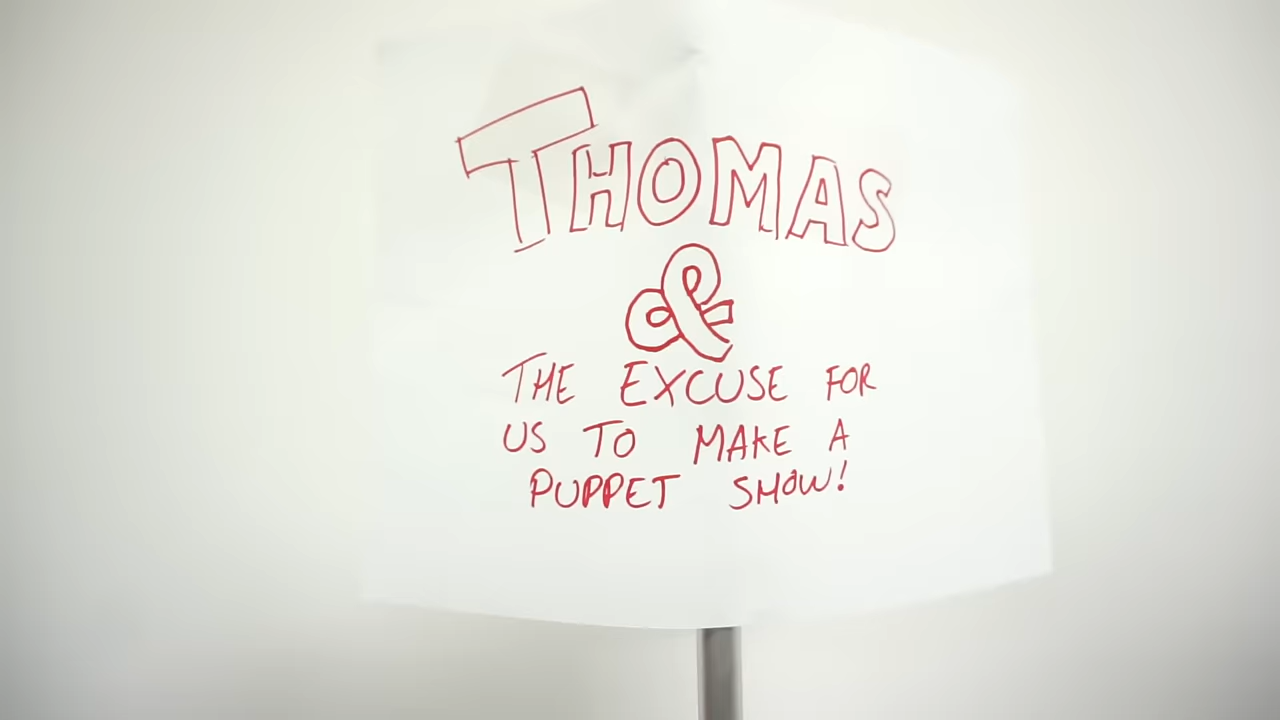 THOMAS
&
THE EXCUSE FOR
US TO MAKE A
PUPPET SHOW!